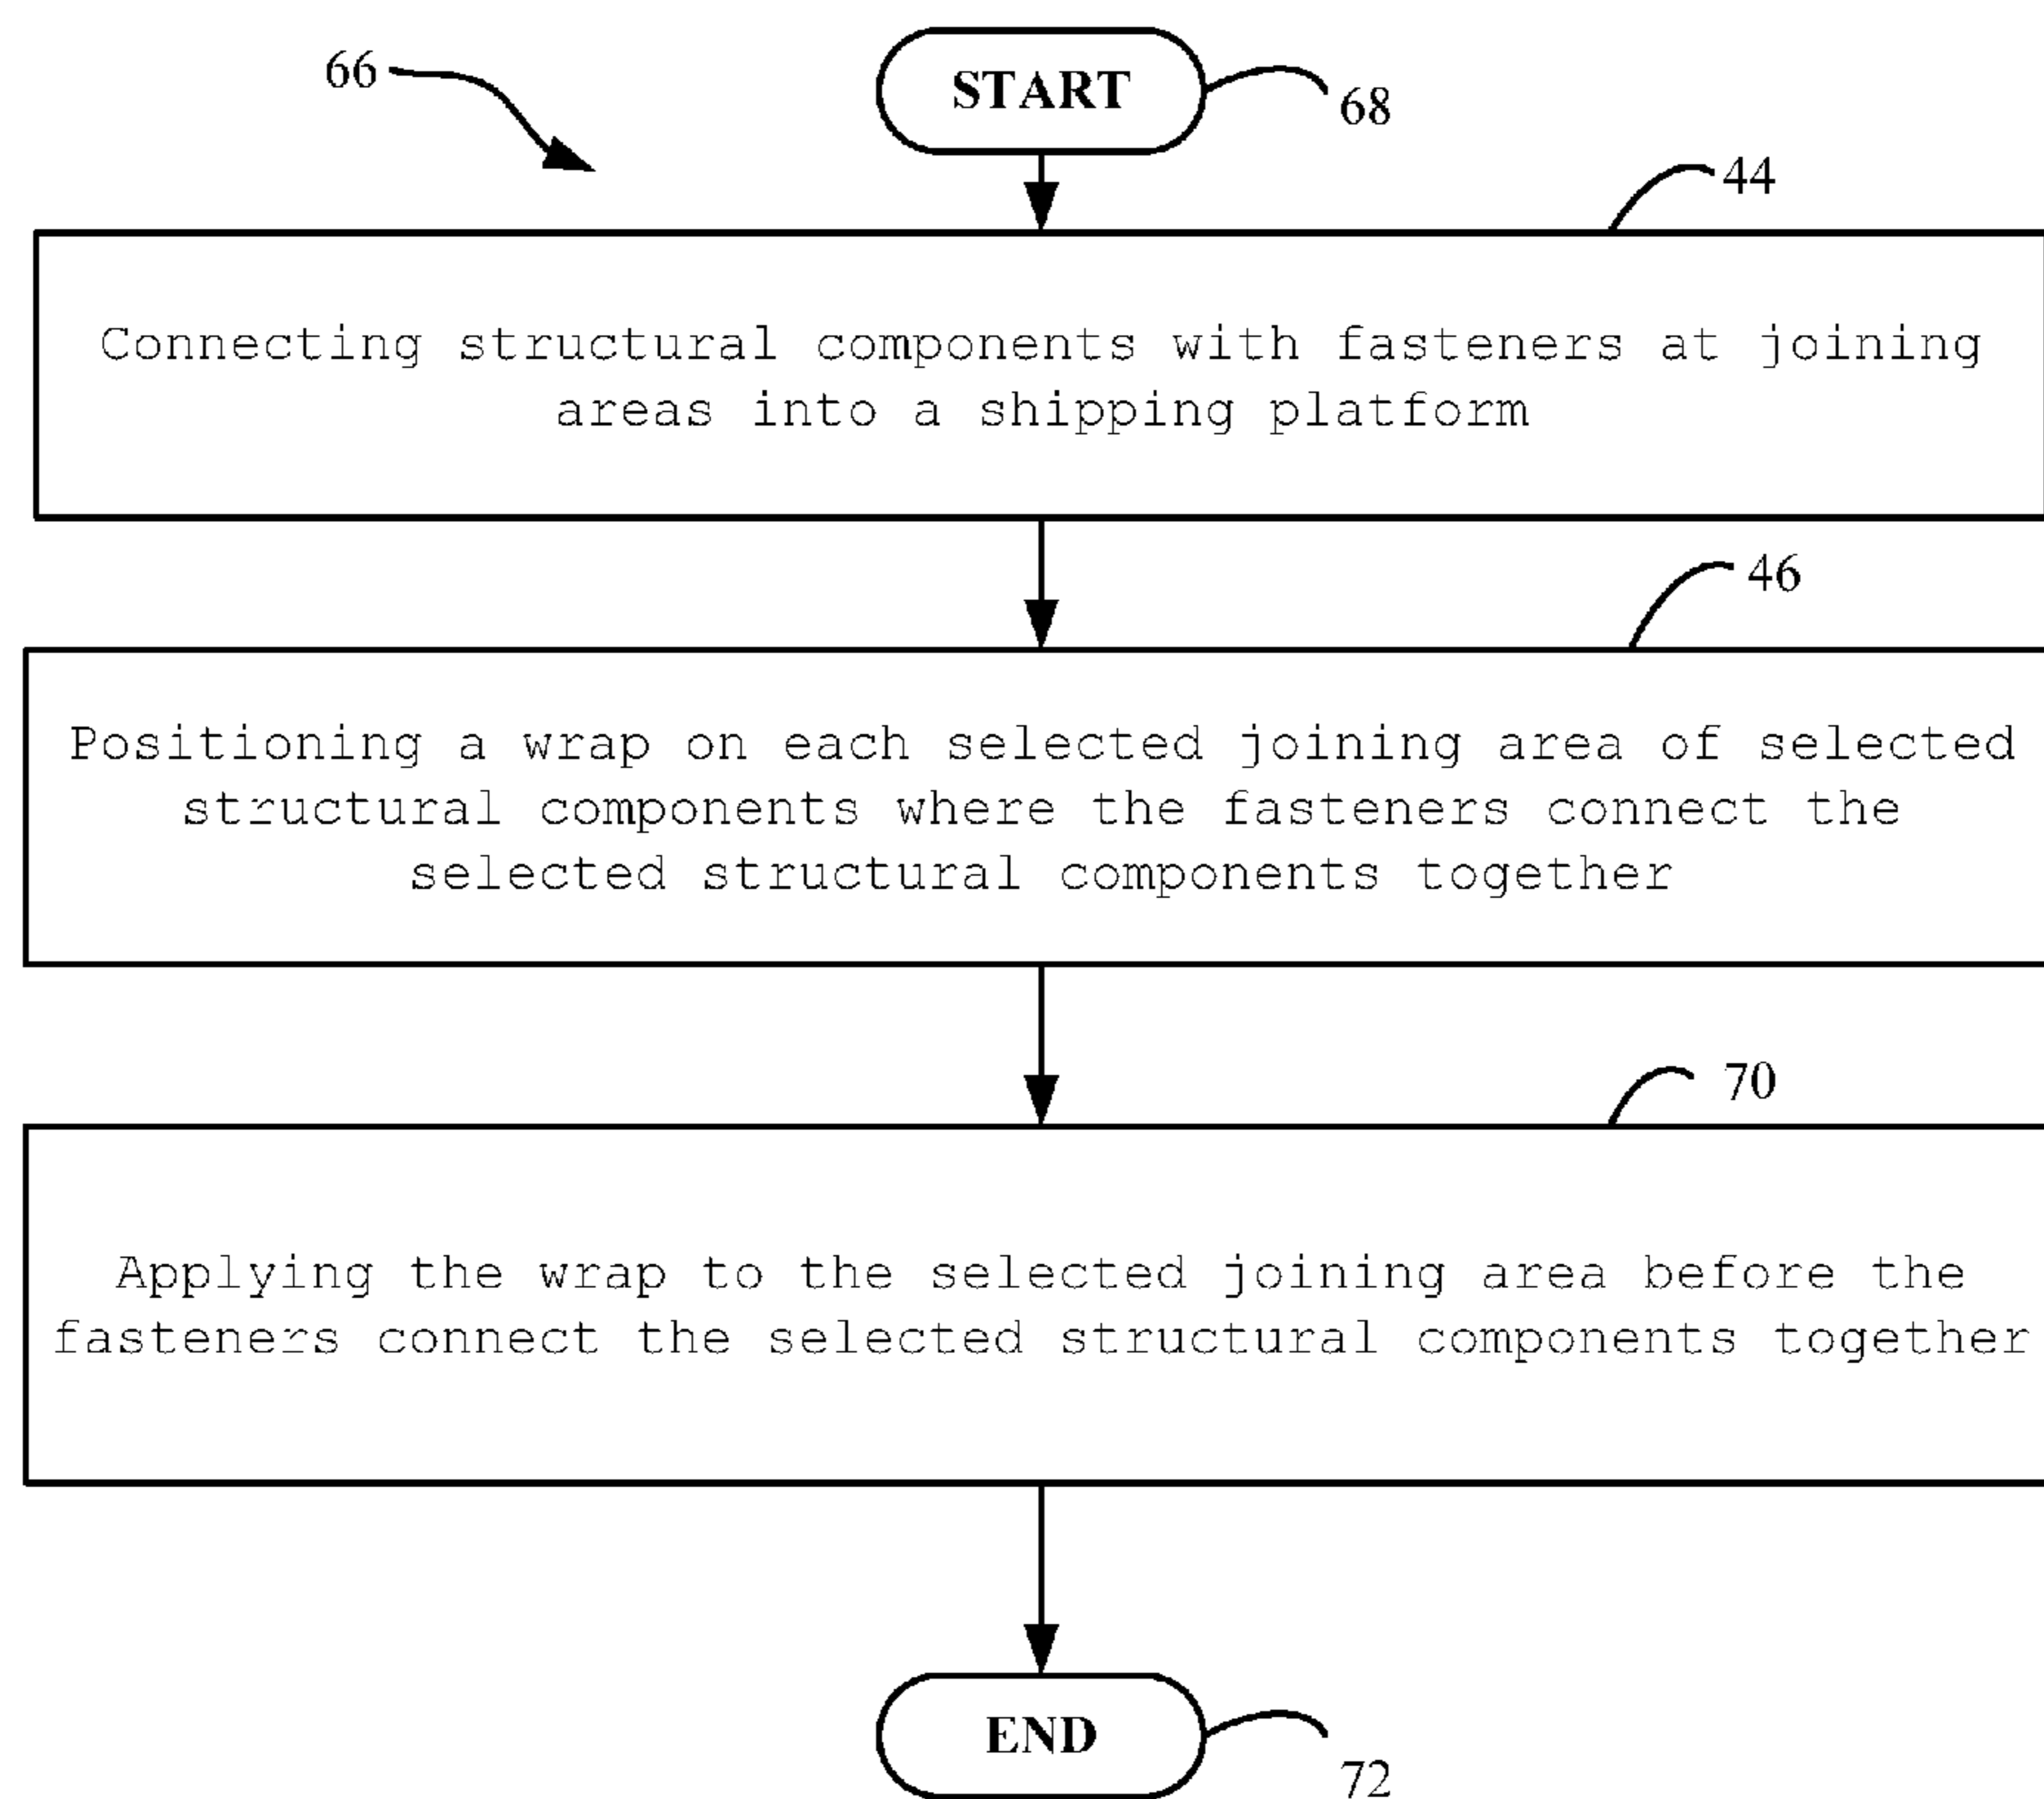 66
START
68
44
Connecting structural components with fasteners at joining
areas into a shipping platform
46
Positioning a wrap on each selected joining area of selected
structural components where the fasteners connect the
selected structural components together
70
Applying the wrap to the selected joining area before the
fasteners connect the selected structural components together
END
72